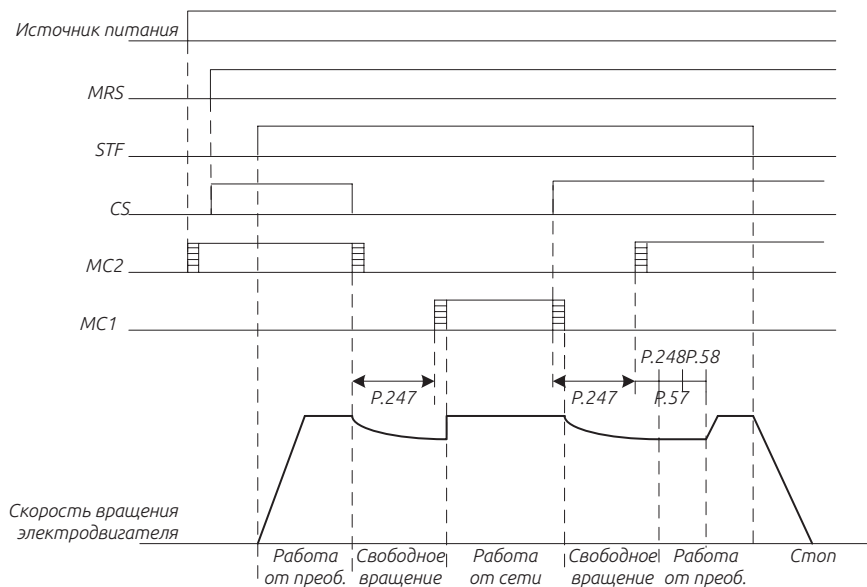 Источник питания
MRS
STF
CS
MC2
MC1
P.248 P.58
P.247
P.247
P.57
Скорость вращения
электродвигателя
Работа
от преоб.
Свободное
вращение
Работа
от сети
Свободное
вращение
Работа
от преоб.
Стоп